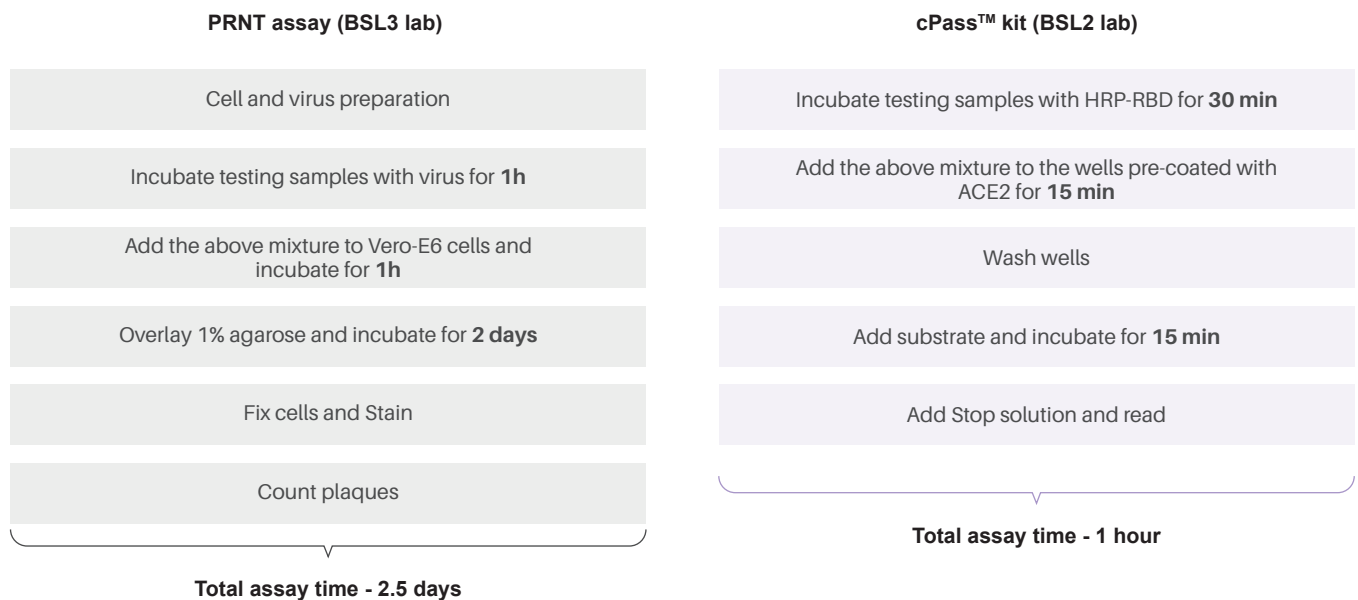 PRNT assay (BSL3 lab)
Cell and virus preparation
Incubate testing samples with virus for 1h
Add the above mixture to Vero-E6 cells and
incubate for 1h
Overlay 1% agarose and incubate for 2 days
Fix cells and Stain
Count plaques
Total assay time - 2.5 days
cPass™ kit (BSL2 lab)
Incubate testing samples with HRP-RBD for 30 min
Add the above mixture to the wells pre-coated with
ACE2 for 15 min
Wash wells
Add substrate and incubate for 15 min
Add Stop solution and read
Total assay time - 1 hour